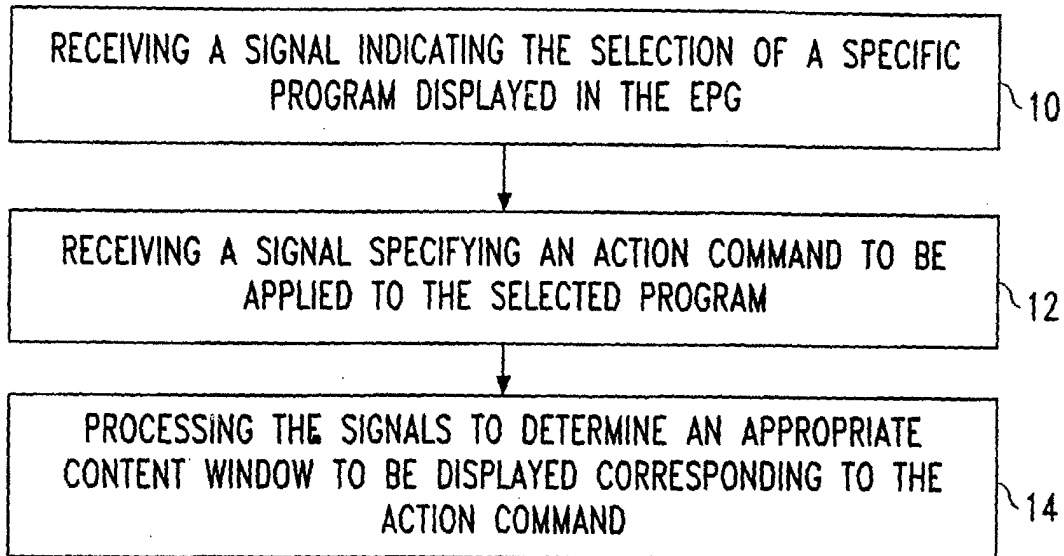 RECEIVING A SIGNAL INDICATING THE SELECTION OF A SPECIFIC
PROGRAM DISPLAYED IN THE EPG
10
RECEIVING A SIGNAL SPECIFYING AN ACTION COMMAND TO BE
APPLIED TO THE SELECTED PROGRAM
12
PROCESSING THE SIGNALS TO DETERMINE AN APPROPRIATE
CONTENT WINDOW TO BE DISPLAYED CORRESPONDING TO THE
ACTION COMMAND
14